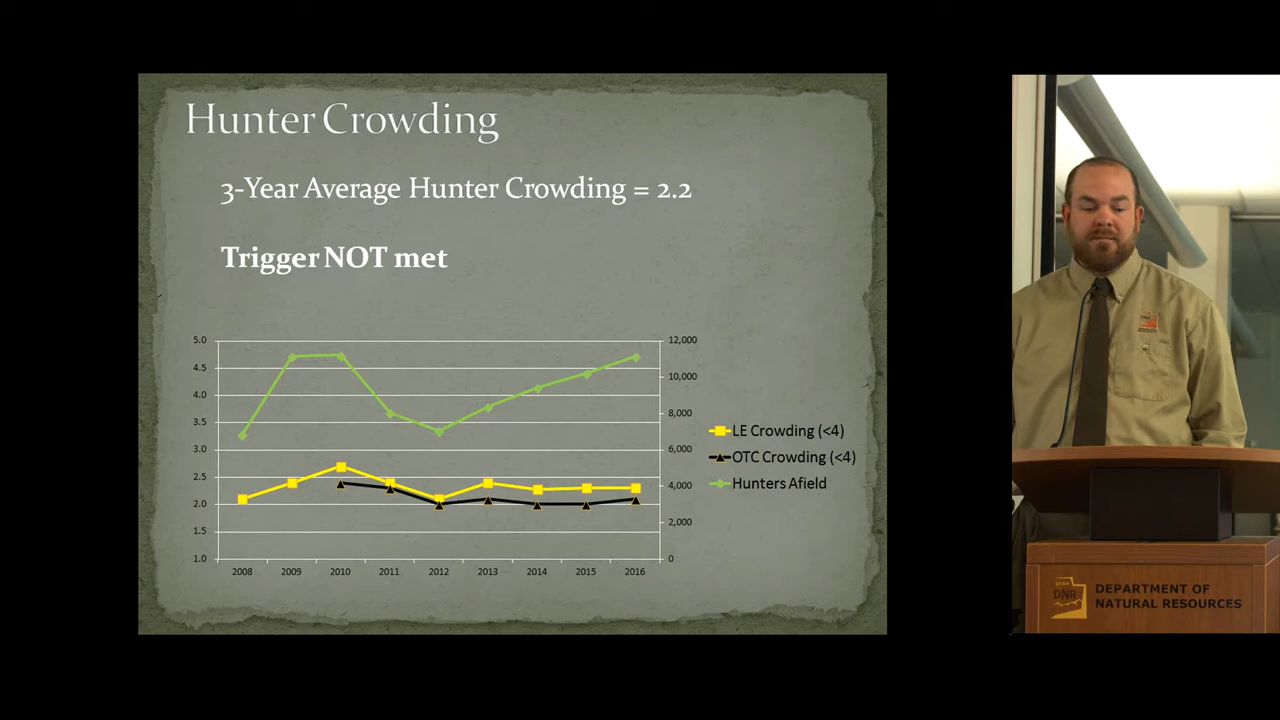 Hunter Crowding
3-Year Average Hunter Crowding = 2.2
Trigger NOT met
5.0
4.5
4.0
3.5
3.0
2.5
2.0
1.5
1.0
12,000
10,000
8,000
6,000
4,000
2,000
0
2008 2009 2010 2011 2012 2013 2014 2015 2016
LE Crowding (<4)
OTC Crowding (<4)
Hunters Afield
UTAH
DNR
DEPARTMENT OF
NATURAL RESOURCES